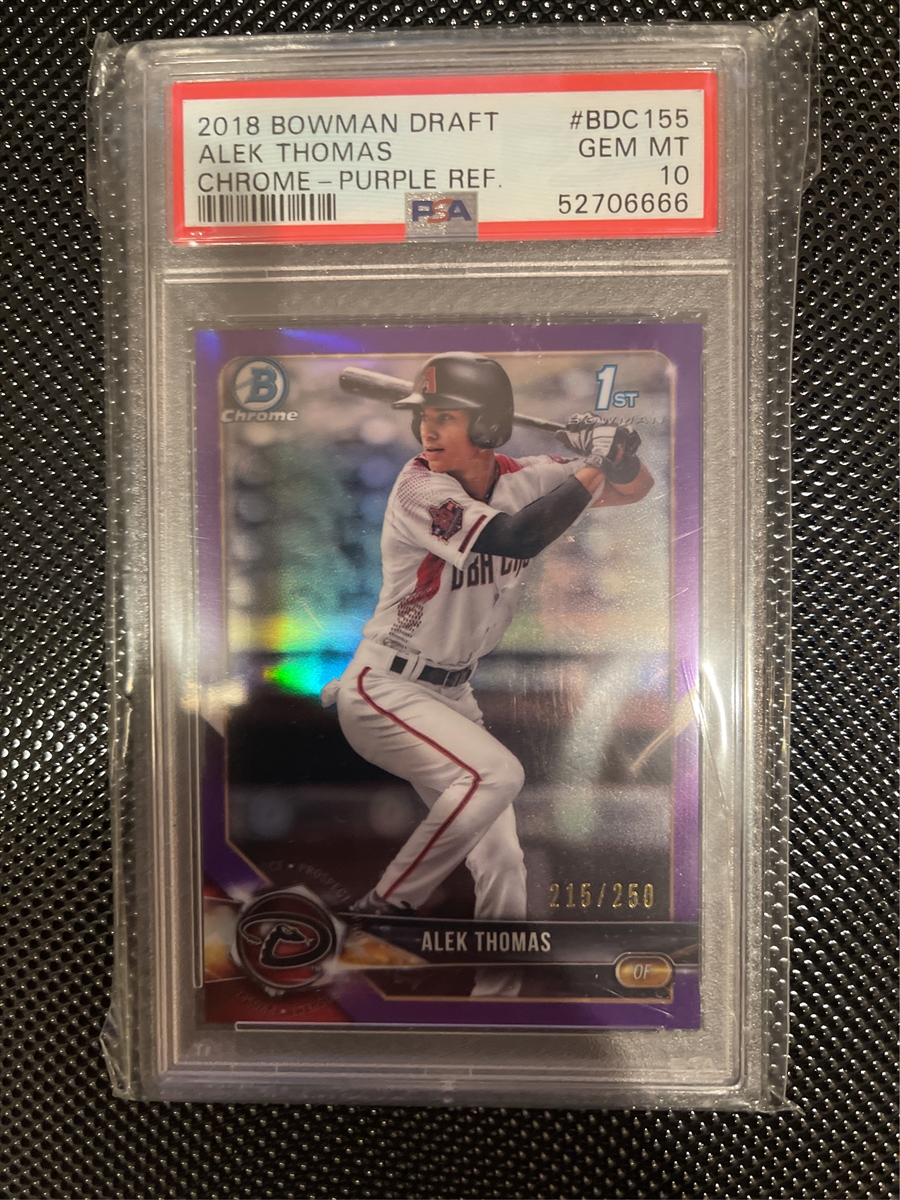 2018 BOWMAN DRAFT #BDC155
ALEK THOMAS GEM MT
CHROME - PURPLE REF. 10
PSA 52706666
B
Chrome
1ST
BOWMAN
A
215/250
ALEK THOMAS
OF